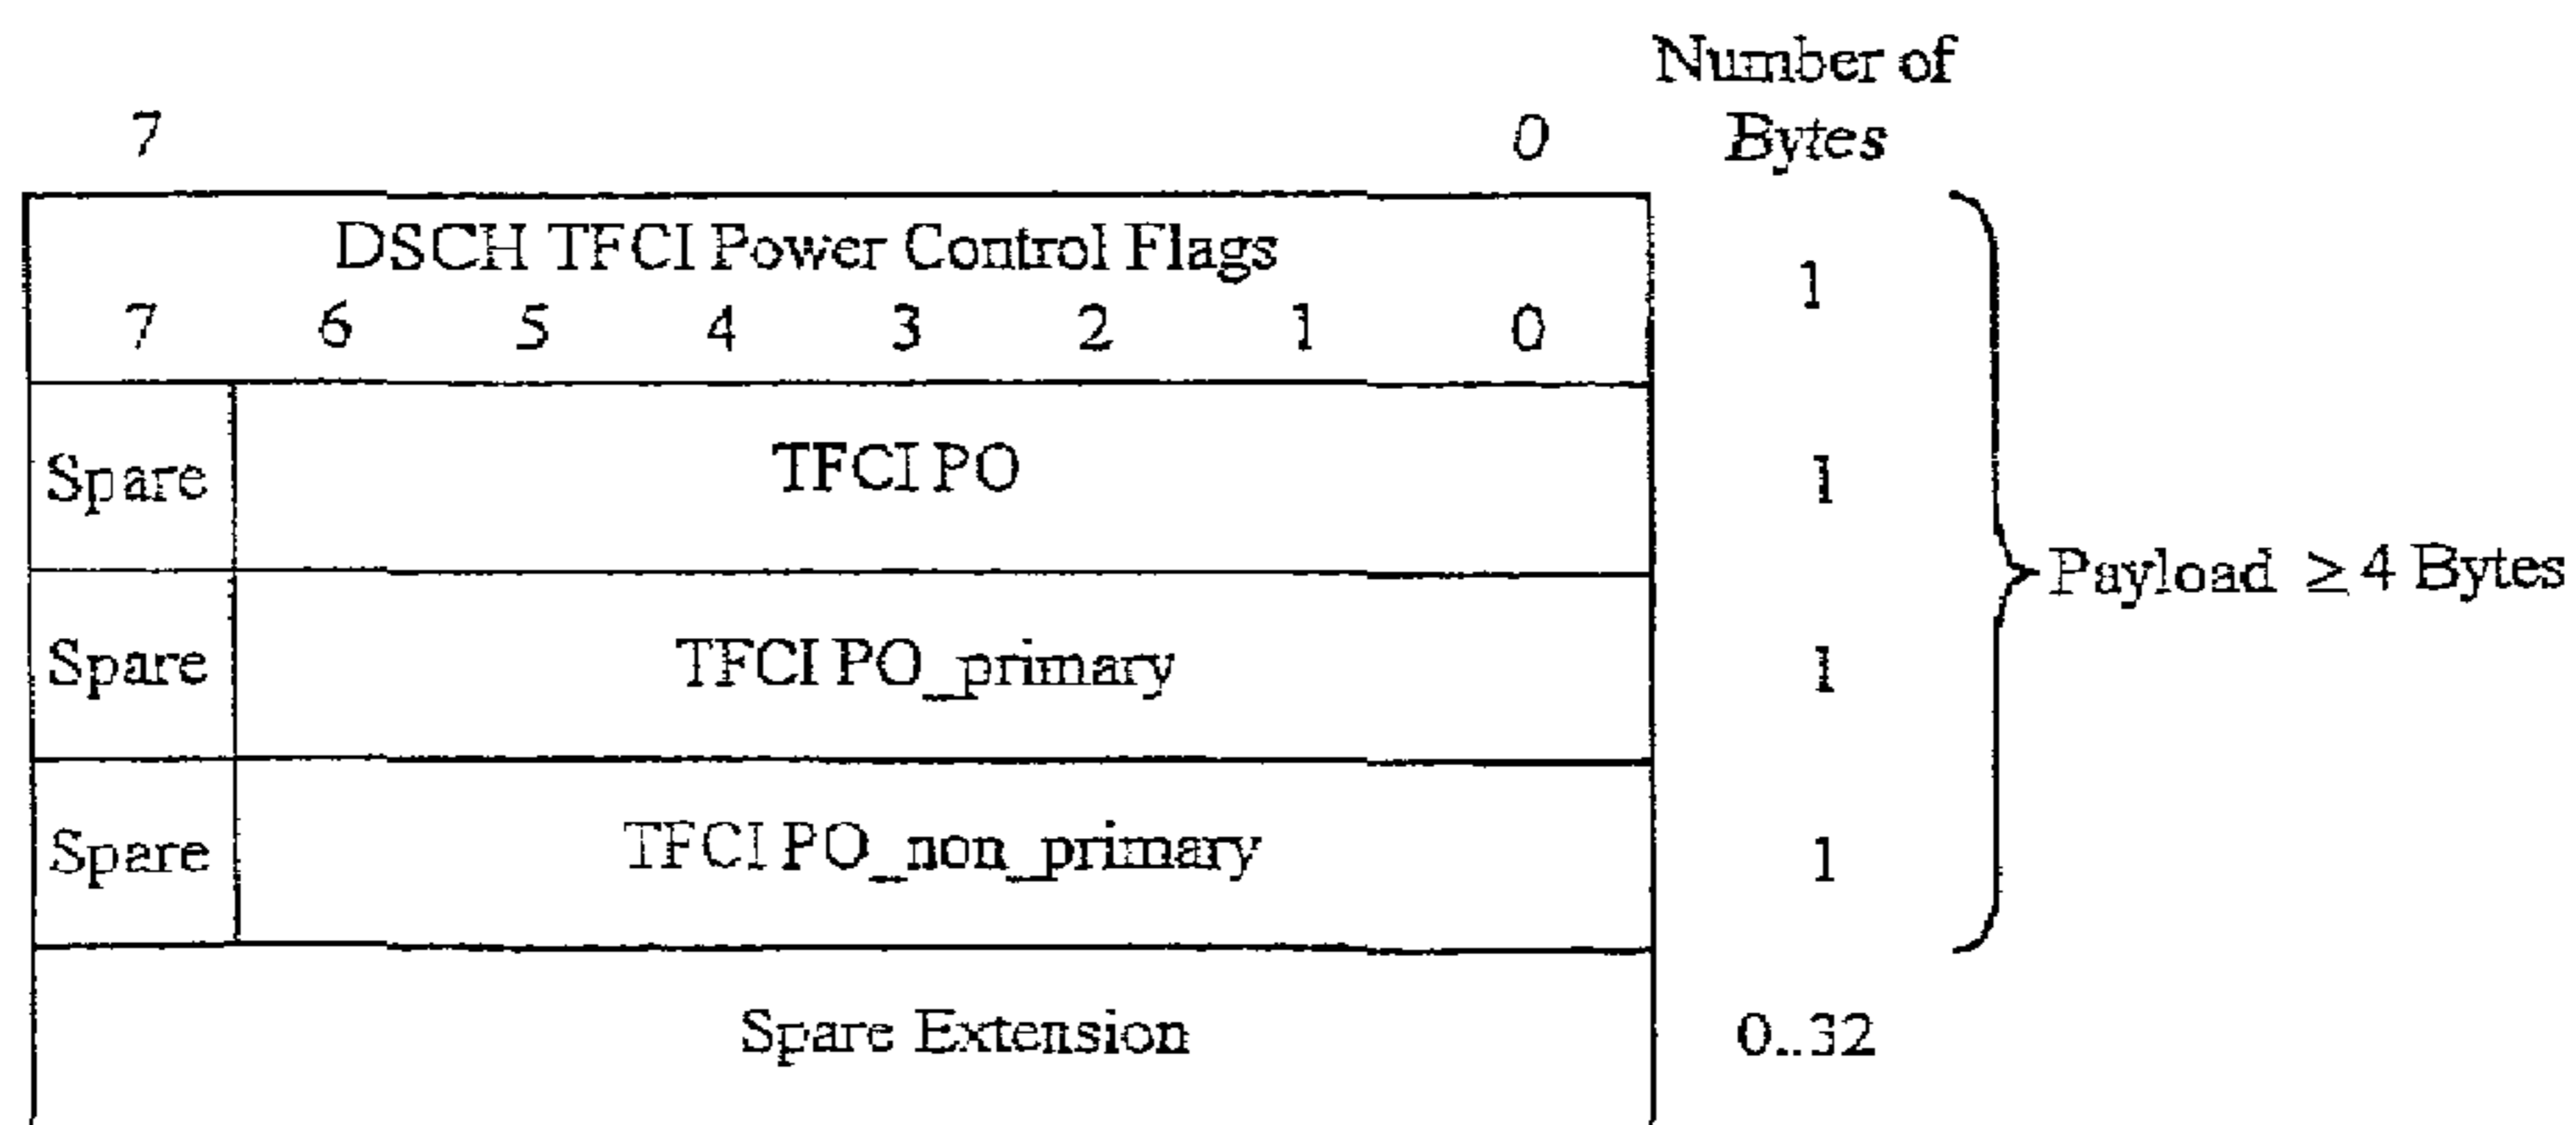 Number of
7 0 Bytes
DSCH TFCI Power Control Flags
7 6 5 4 3 2 1 0 1
Spare TFCI PO 1
Spare TFCI PO_primary 1
Payload ≥ 4 Bytes
Spare TFCI PO_non_primary 1
Spare Extension 0..32